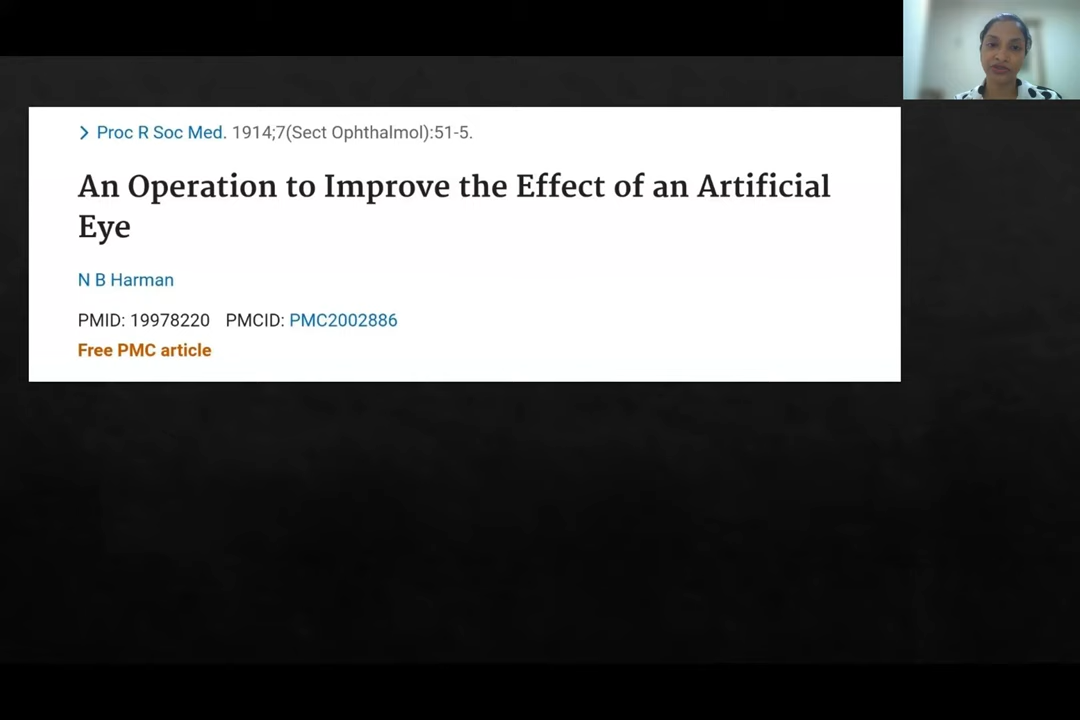 Proc R Soc Med. 1914;7(Sect Ophthalmol):51-5.
An Operation to Improve the Effect of an Artificial
Eye
N B Harman
PMID: 19978220 PMCID: PMC2002886
Free PMC article